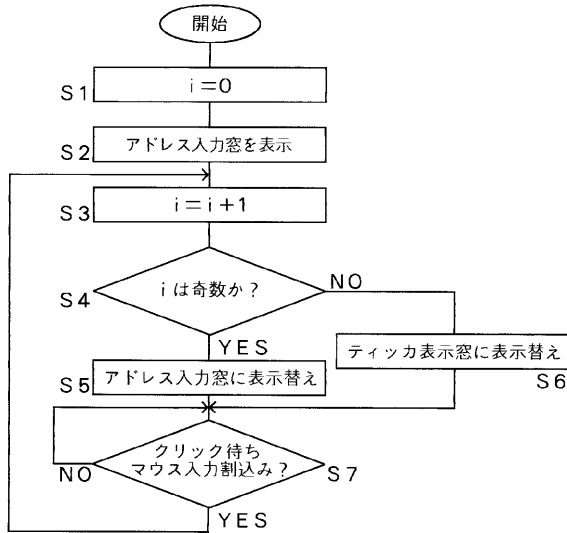 開始
S1
i=0
S2
アドレス入力窓を表示
S3
i=i+1
S4
iは奇数か？
NO
YES
S5
アドレス入力窓に表示替え
ティッカ表示窓に表示替え
S6
クリック待ち
マウス入力割込み？
S7
NO
YES